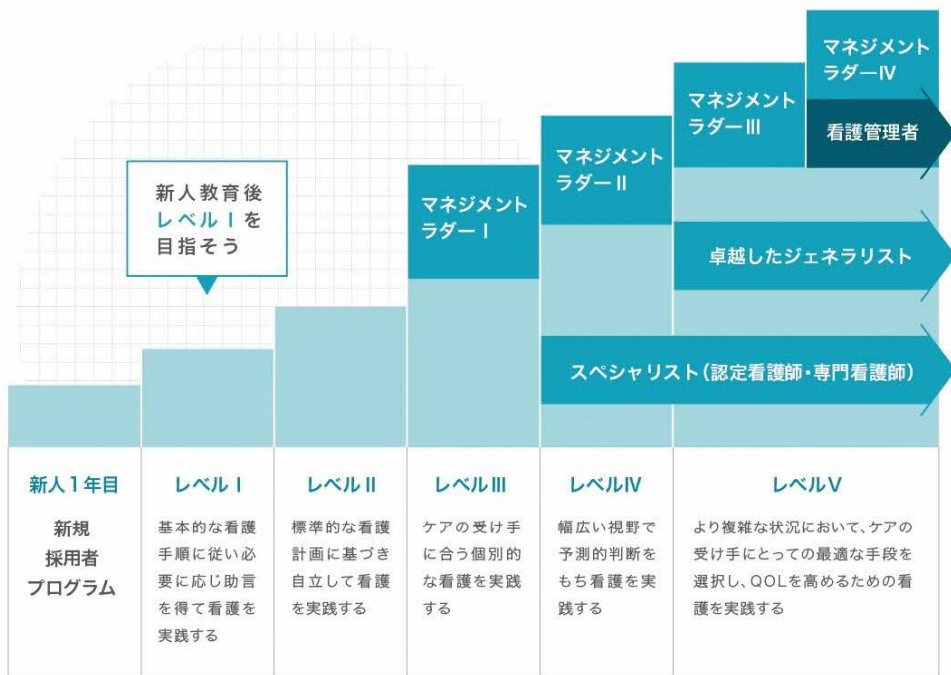 マネジメント
ラダーⅣ
看護管理者
マネジメント
ラダーⅢ
マネジメント
ラダーⅡ
マネジメント
ラダーⅠ
新人教育後
レベルⅠを
目指そう
卓越したジェネラリスト
スペシャリスト(認定看護師・専門看護師)
新人1年目
新規
採用者
プログラム
レベルⅠ
基本的な看護
手順に従い必
要に応じ助言
を得て看護を
実践する
レベルⅡ
標準的な看護
計画に基づき
自立して看護
を実践する
レベルⅢ
ケアの受け手
に合う個別的
な看護を実践
する
レベルⅣ
幅広い視野で
予測的判断を
もち看護を実
践する
レベルⅤ
より複雑な状況において、ケアの
受け手にとっての最適な手段を
選択し、QOLを高めるための看
護を実践する